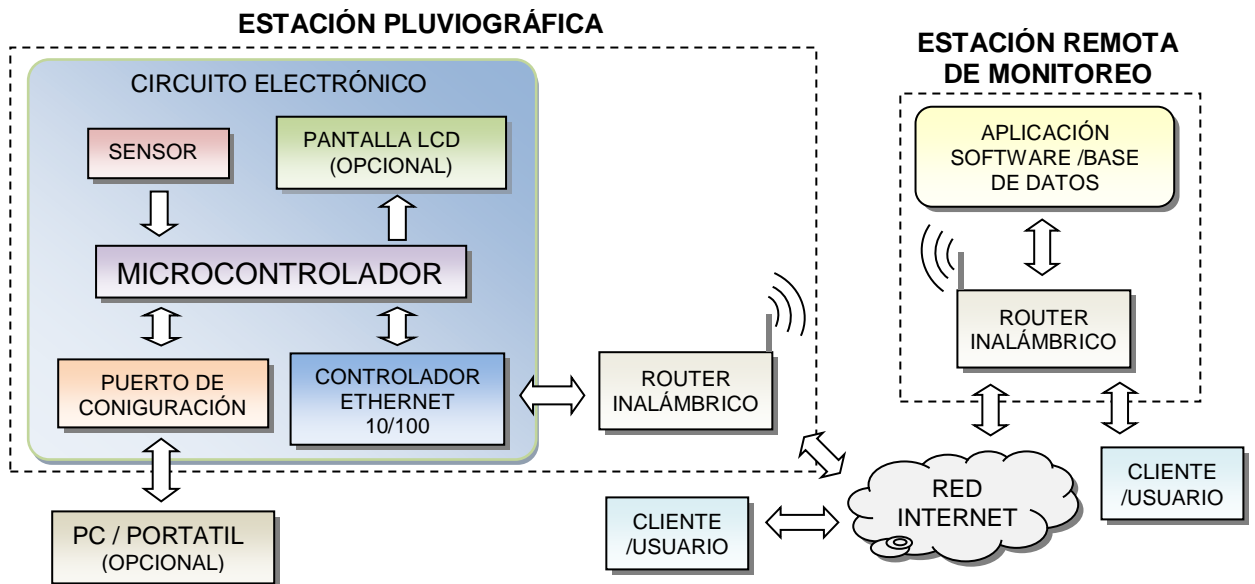 ESTACIÓN PLUVIOGRÁFICA
CIRCUITO ELECTRÓNICO
SENSOR
PANTALLA LCD
(OPCIONAL)
MICROCONTROLADOR
PUERTO DE
CONIGURACIÓN
CONTROLADOR
ETHERNET
10/100
ROUTER
INALÁMBRICO
PC / PORTATIL
(OPCIONAL)
ESTACIÓN REMOTA
DE MONITOREO
APLICACIÓN
SOFTWARE /BASE
DE DATOS
ROUTER
INALÁMBRICO
CLIENTE
/USUARIO
RED
INTERNET
CLIENTE
/USUARIO